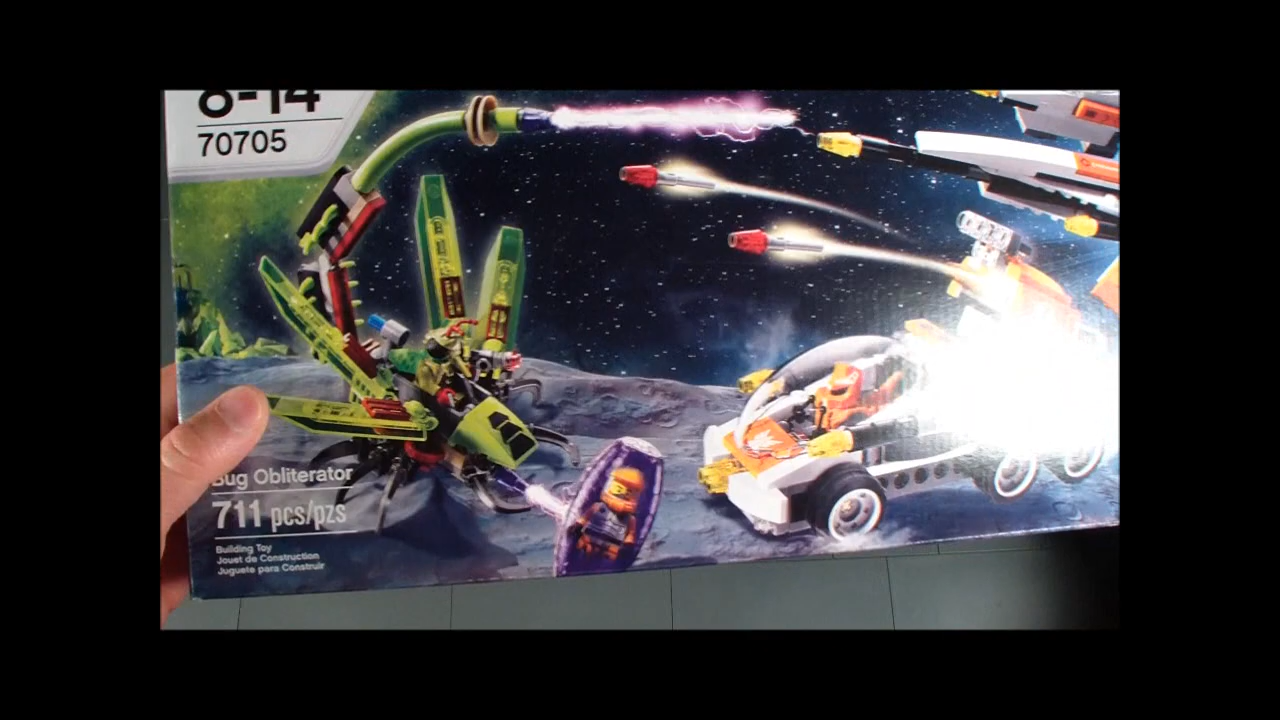 8-14
70705
Bug Obliterator
711 pcs/pzs
Building Toy
Jouet de Construction
Juguete para Construir